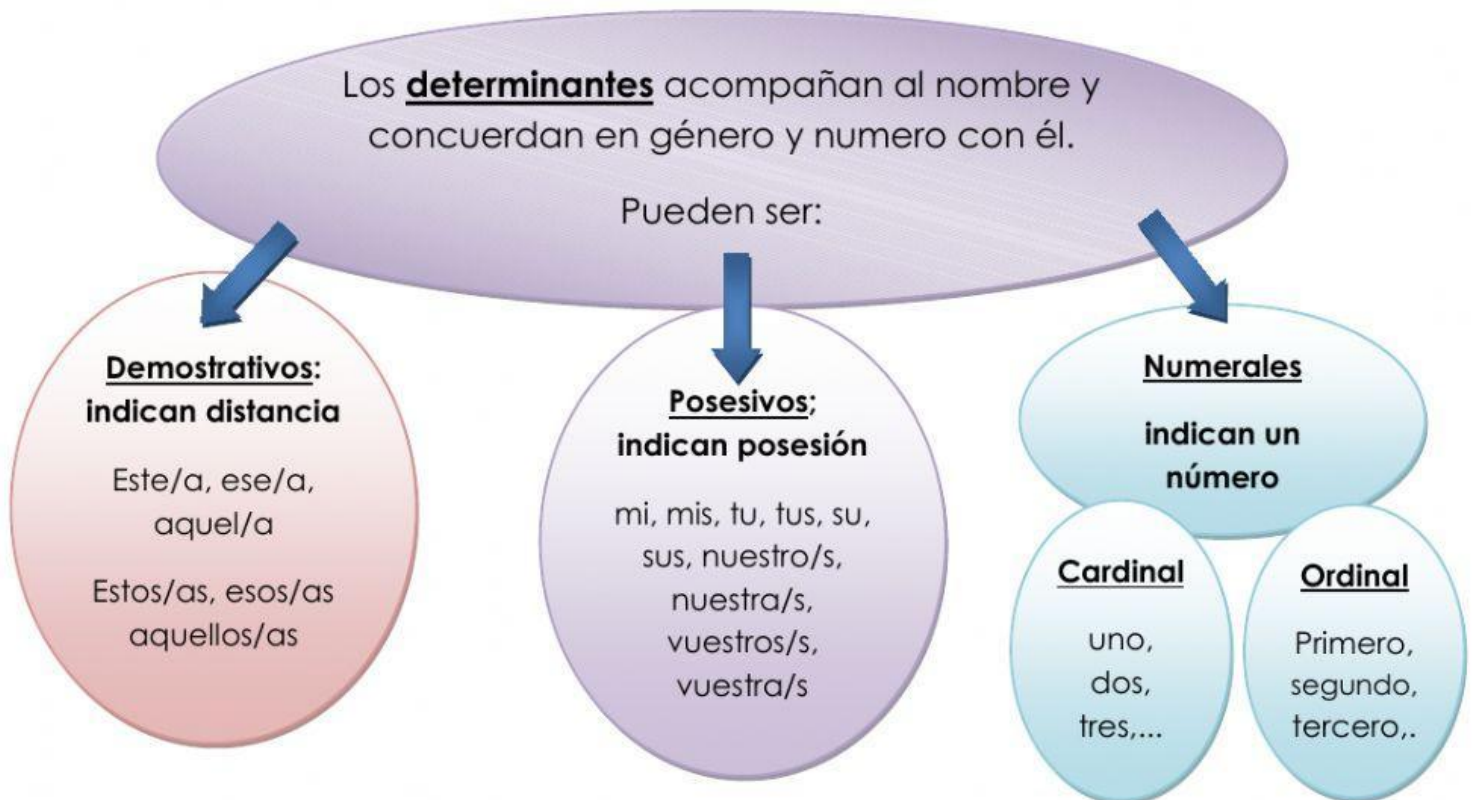 Los determinantes acompañan al nombre y
concuerdan en género y numero con él.
Pueden ser:
Demostrativos:
indican distancia
Este/a, ese/a,
aquel/a
Estos/as, esos/as
aquellos/as
Posesivos;
indican posesión
mi, mis, tu, tus, su,
sus, nuestro/s,
nuestra/s,
vuestros/s,
vuestra/s
Numerales
indican un
número
Cardinal
uno,
dos,
tres,...
Ordinal
Primero,
segundo,
tercero,.